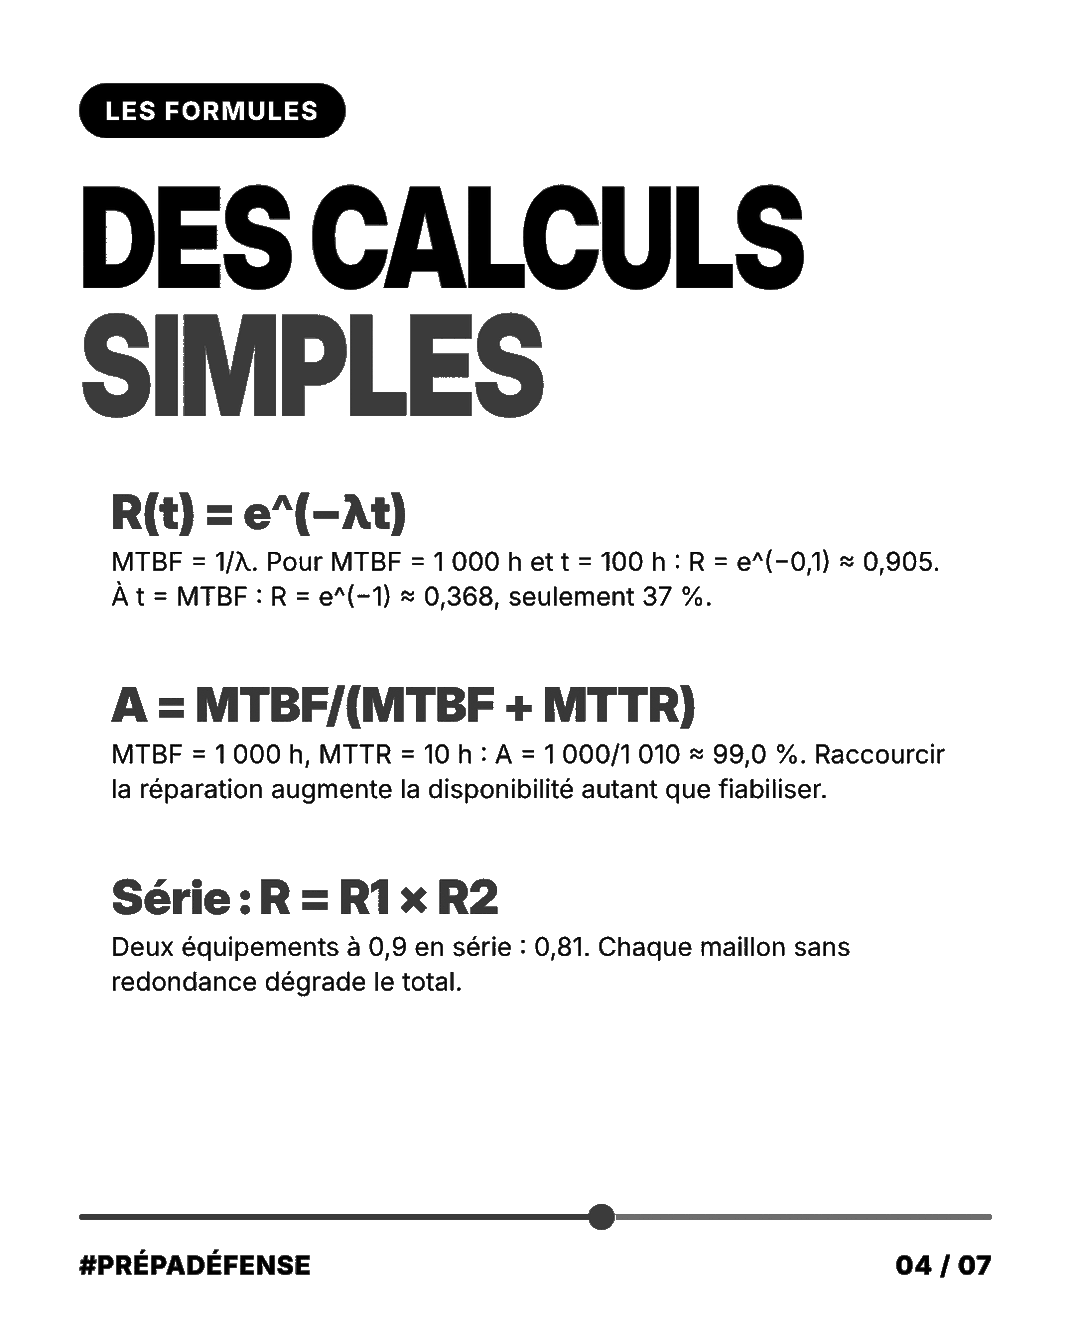 LES FORMULES
DES CALCULS
SIMPLES
R(t) = e^(−λt)
MTBF = 1/λ. Pour MTBF = 1 000 h et t = 100 h : R = e^(−0,1) ≈ 0,905.
À t = MTBF : R = e^(−1) ≈ 0,368, seulement 37 %.
A = MTBF/(MTBF + MTTR)
MTBF = 1 000 h, MTTR = 10 h : A = 1 000/1 010 ≈ 99,0 %. Raccourcir
la réparation augmente la disponibilité autant que fiabiliser.
Série : R = R1 × R2
Deux équipements à 0,9 en série : 0,81. Chaque maillon sans
redondance dégrade le total.
#PRÉPADÉFENSE
04 / 07